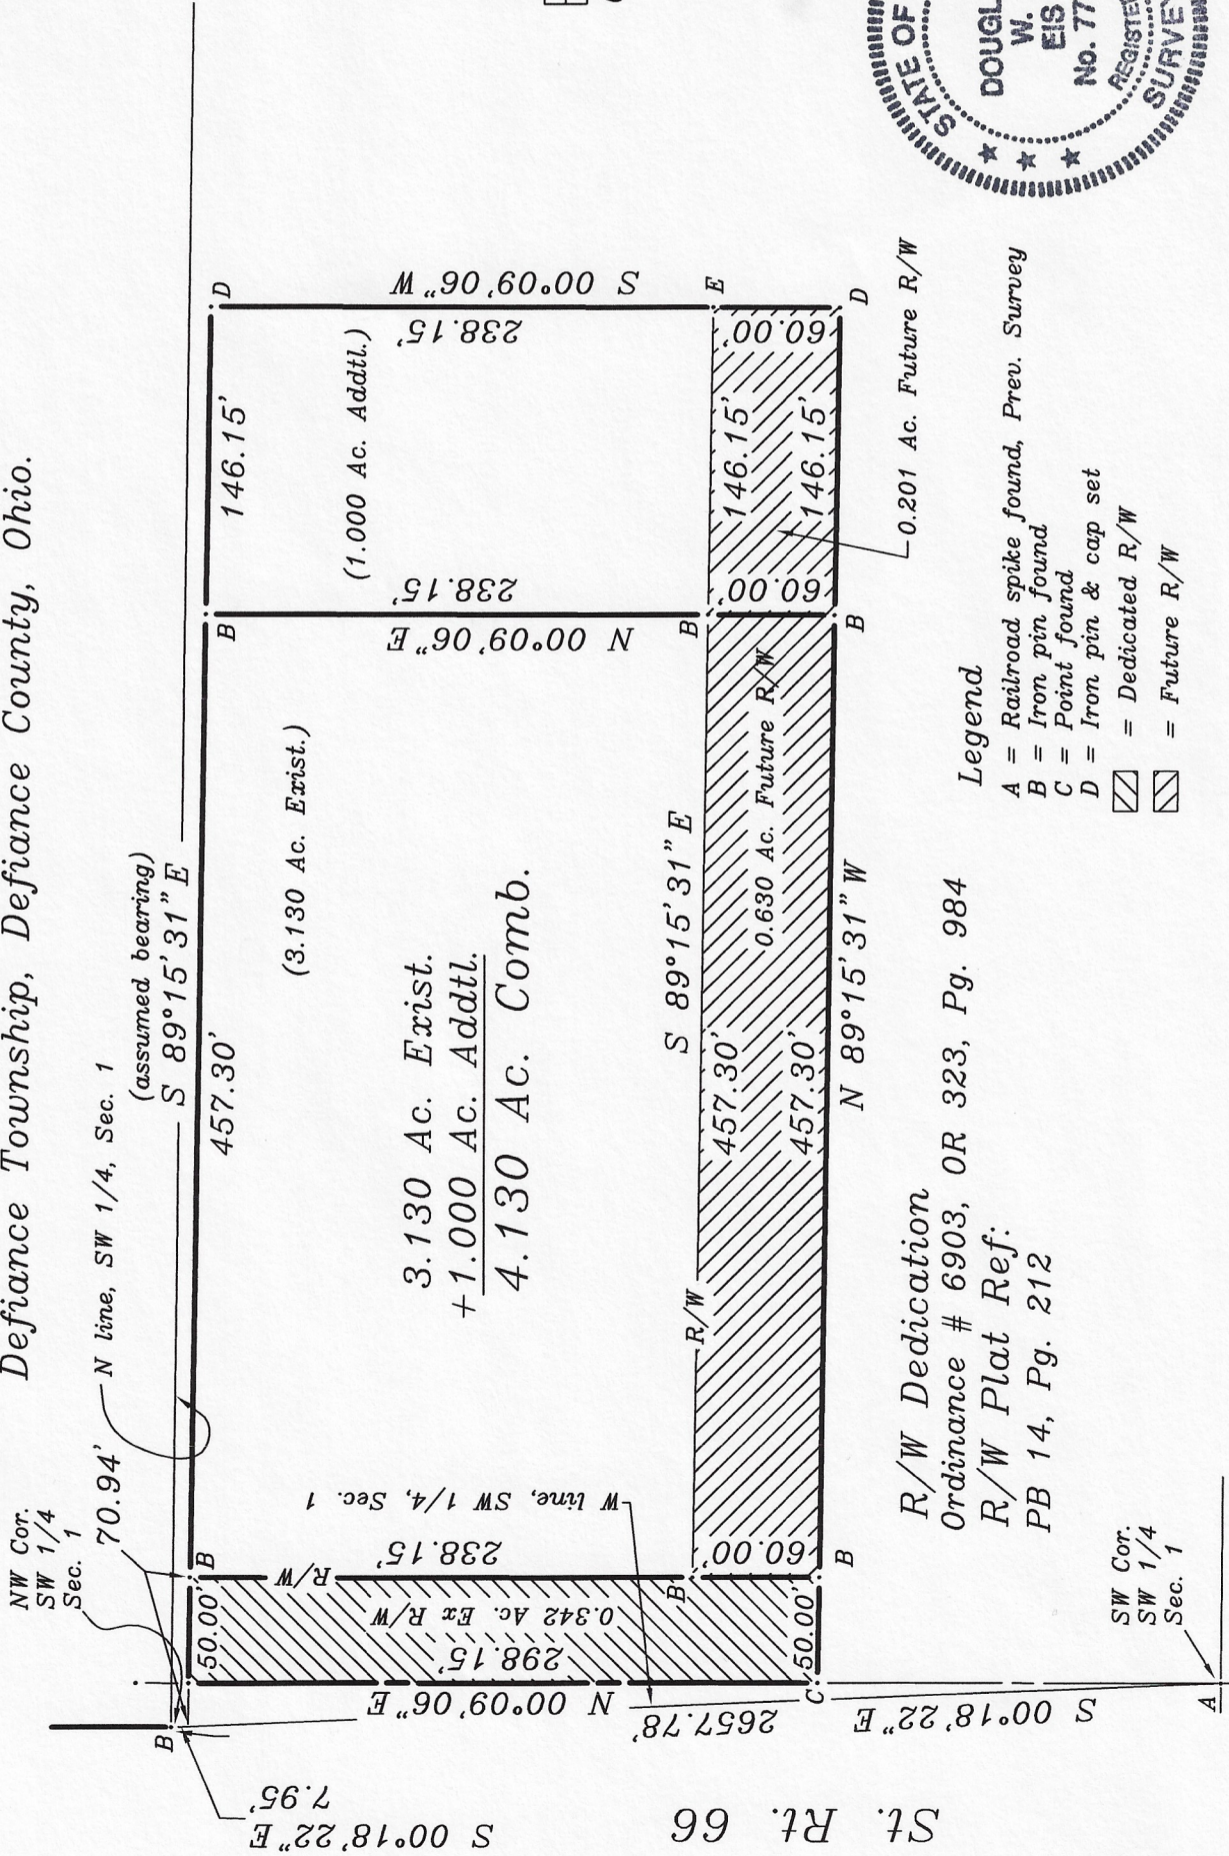 Defiance Township, Defiance County, Ohio.
NW Cor.
SW 1/4
Sec. 1
70.94'
N line, SW 1/4, Sec. 1
(assumed bearing)
S 89°15'31"E
B
S 00°18'22"E
7.95'
50.00'
B
457.30'
B
146.15'
D
(3.130 Ac. Exist.)
(1.000 Ac. Addtl.)
N 00°09'06"E
298.15'
0.342 Ac. Ex R/W
R/W
238.15'
W line, SW 1/4, Sec. 1
3.130 Ac. Exist.
+1.000 Ac. Addtl.
4.130 Ac. Comb.
N 00°09'06"E
238.15'
238.15'
S 00°09'06"W
B
R/W
S 89°15'31"E
B
E
60.00'
457.30'
0.630 Ac. Future R/W
60.00'
146.15'
60.00'
50.00'
457.30'
146.15'
C
B
N 89°15'31"W
B
D
0.201 Ac. Future R/W
St. Rt. 66
2657.78'
S 00°18'22"E
SW Cor.
SW 1/4
Sec. 1
A
R/W Dedication
Ordinance # 6903, OR 323, Pg. 984
R/W Plat Ref:
PB 14, Pg. 212
Legend
A = Railroad spike found, Prev. Survey
B = Iron pin found
C = Point found
D = Iron pin & cap set
= Dedicated R/W
= Future R/W
STATE OF
DOUGL
W.
EIS
No. 77
REGISTE
SURVEY